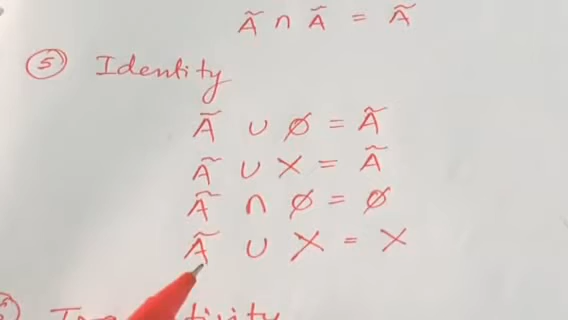 Ã ∩ Ã = Ã
⑤ Identity
Ã ∪ ∅ = Ã
Ã ∪ X = Ã
Ã ∩ ∅ = ∅
Ã ∪ X = X